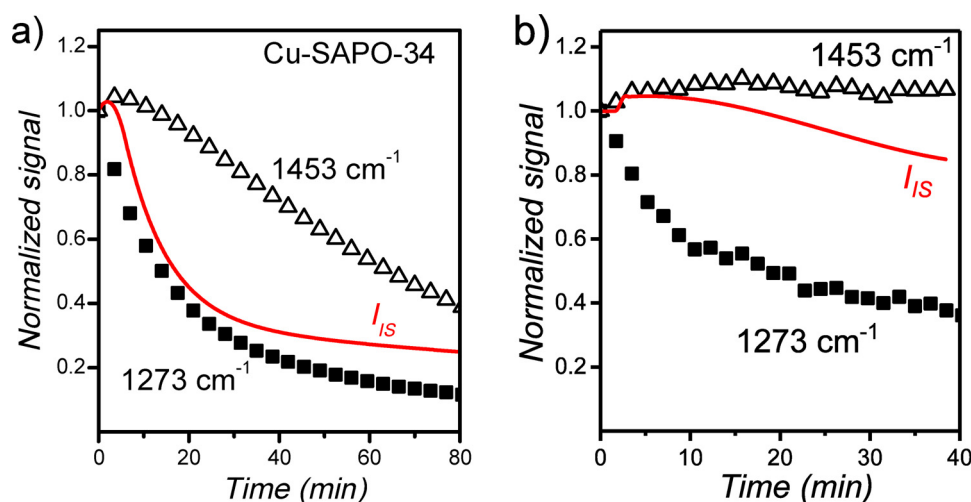 a)
Cu-SAPO-34
1.2
1.0
0.8
0.6
0.4
0.2
Normalized signal
1453 cm⁻¹
I_IS
1273 cm⁻¹
0 20 40 60 80
Time (min)
b)
1453 cm⁻¹
1.2
1.0
0.8
0.6
0.4
0.2
Normalized signal
I_IS
1273 cm⁻¹
0 10 20 30 40
Time (min)